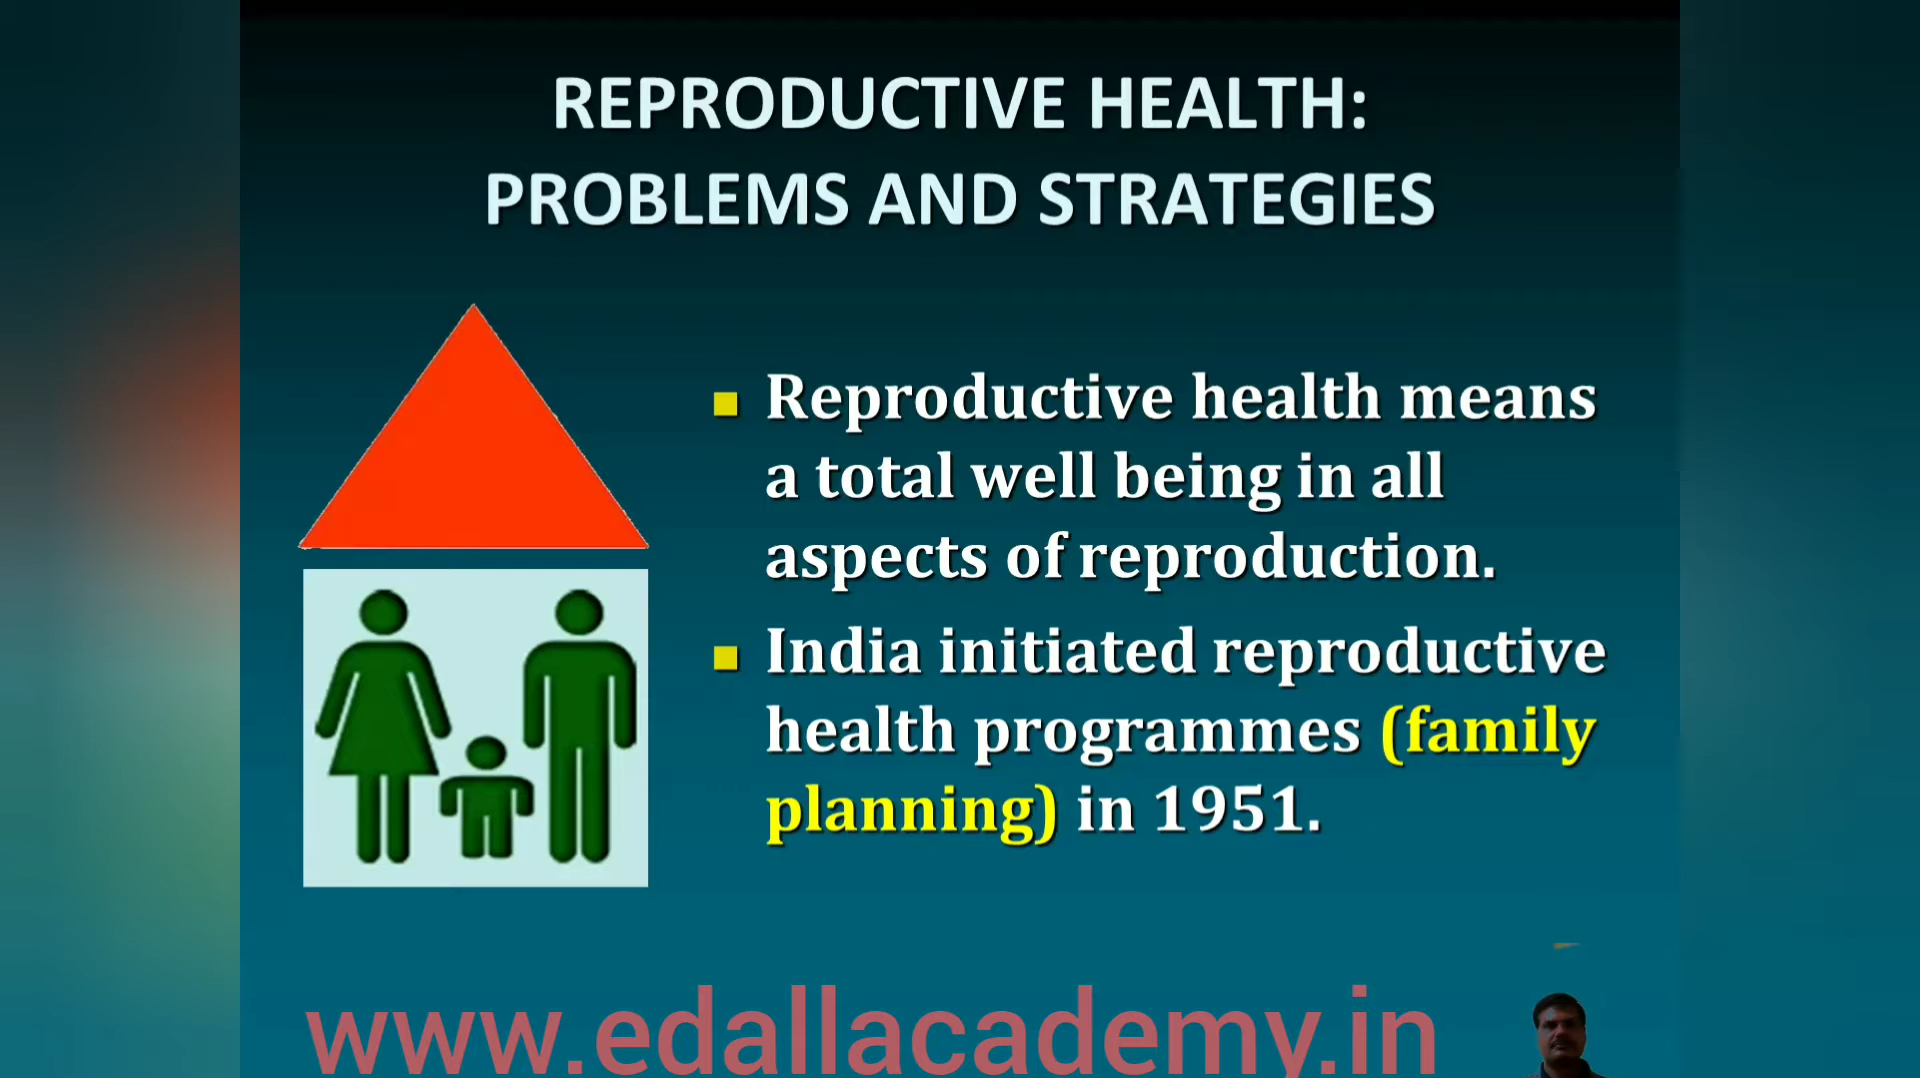 REPRODUCTIVE HEALTH:
PROBLEMS AND STRATEGIES
Reproductive health means
a total well being in all
aspects of reproduction.
India initiated reproductive
health programmes (family
planning) in 1951.
www.edallacademy.in